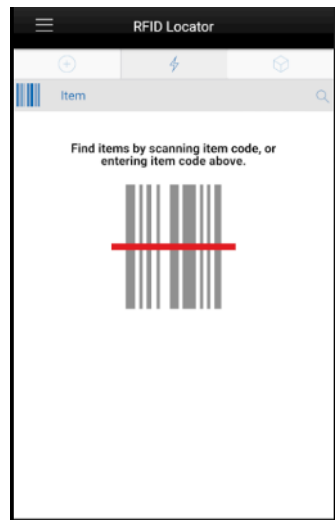 RFID Locator
Item
Find items by scanning item code, or
entering item code above.